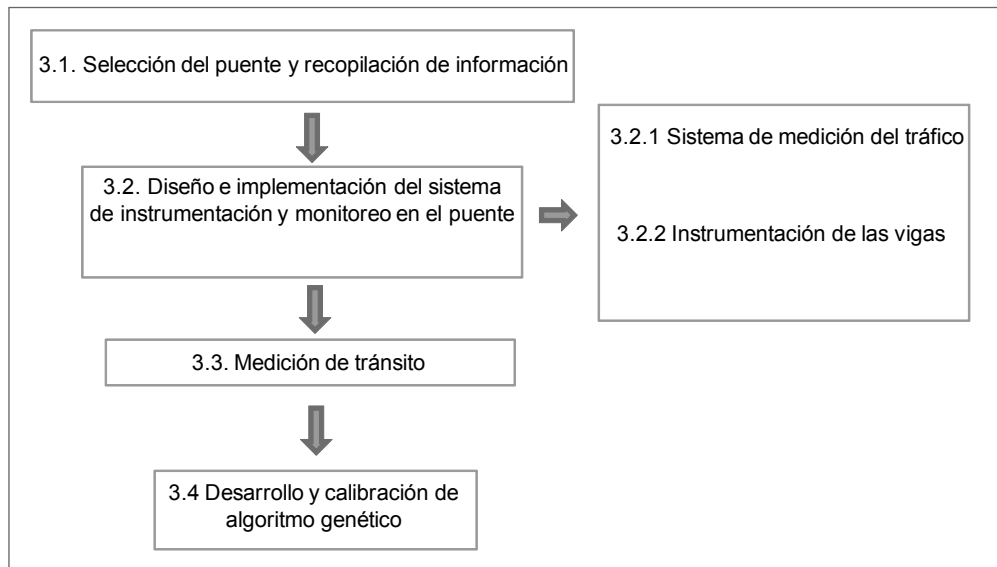 3.1. Selección del puente y recopilación de información
3.2. Diseño e implementación del sistema
de instrumentación y monitoreo en el puente
3.2.1 Sistema de medición del tráfico
3.2.2 Instrumentación de las vigas
3.3. Medición de tránsito
3.4 Desarrollo y calibración de
algoritmo genético